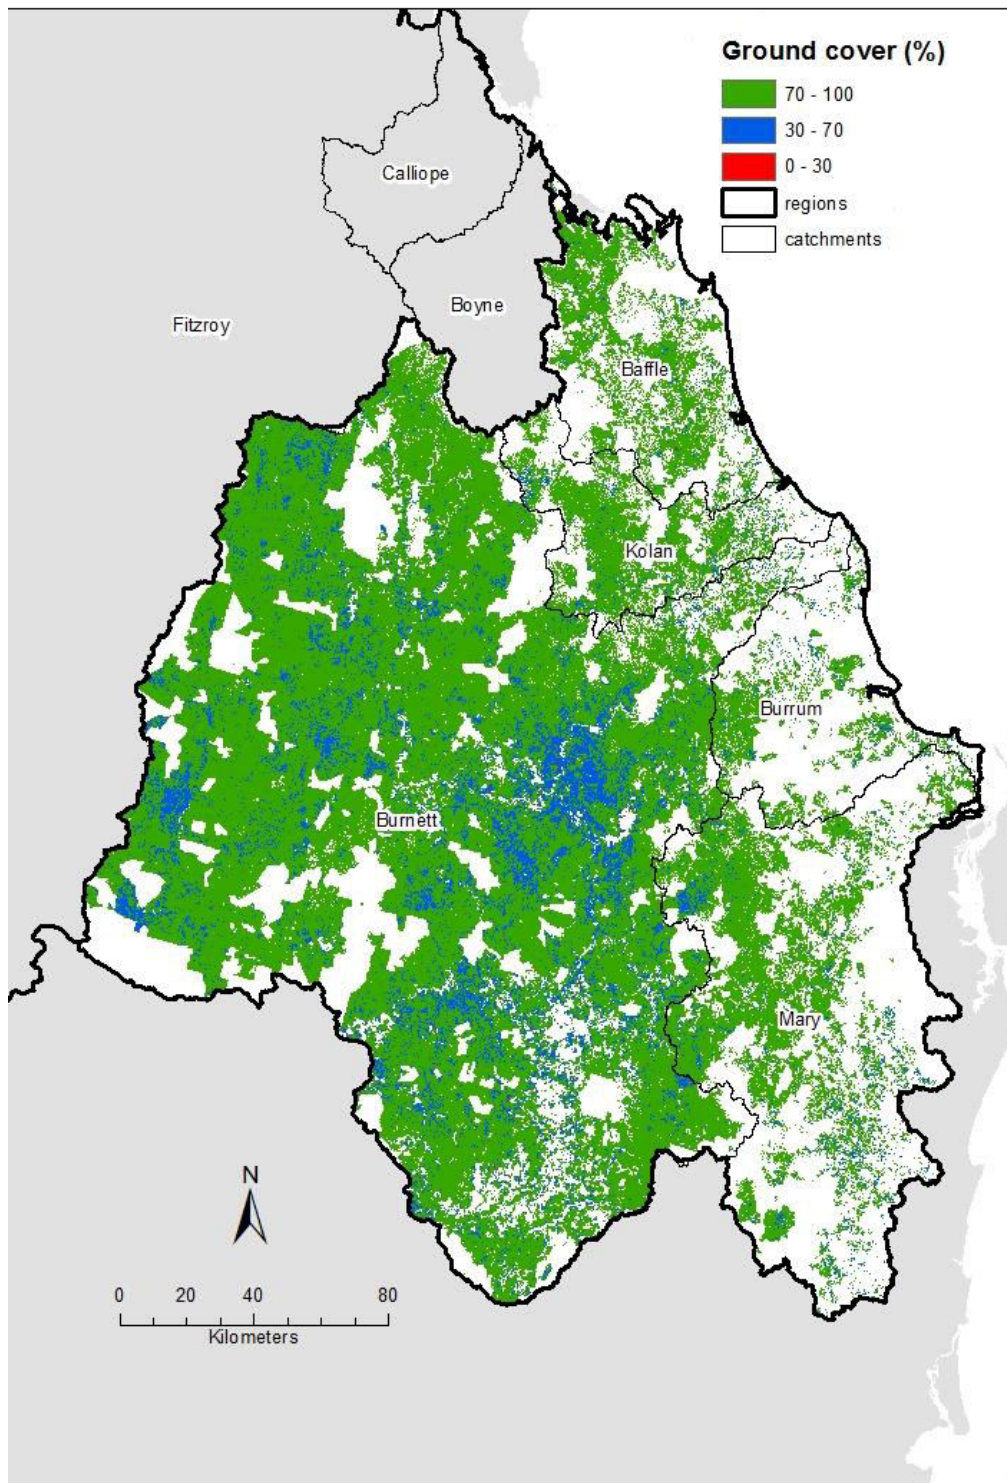 Ground cover (%)
70 - 100
30 - 70
0 - 30
regions
catchments
Calliope
Boyne
Fitzroy
Baffle
Kolan
Burrum
Burnett
Mary
N
0 20 40 80
Kilometers